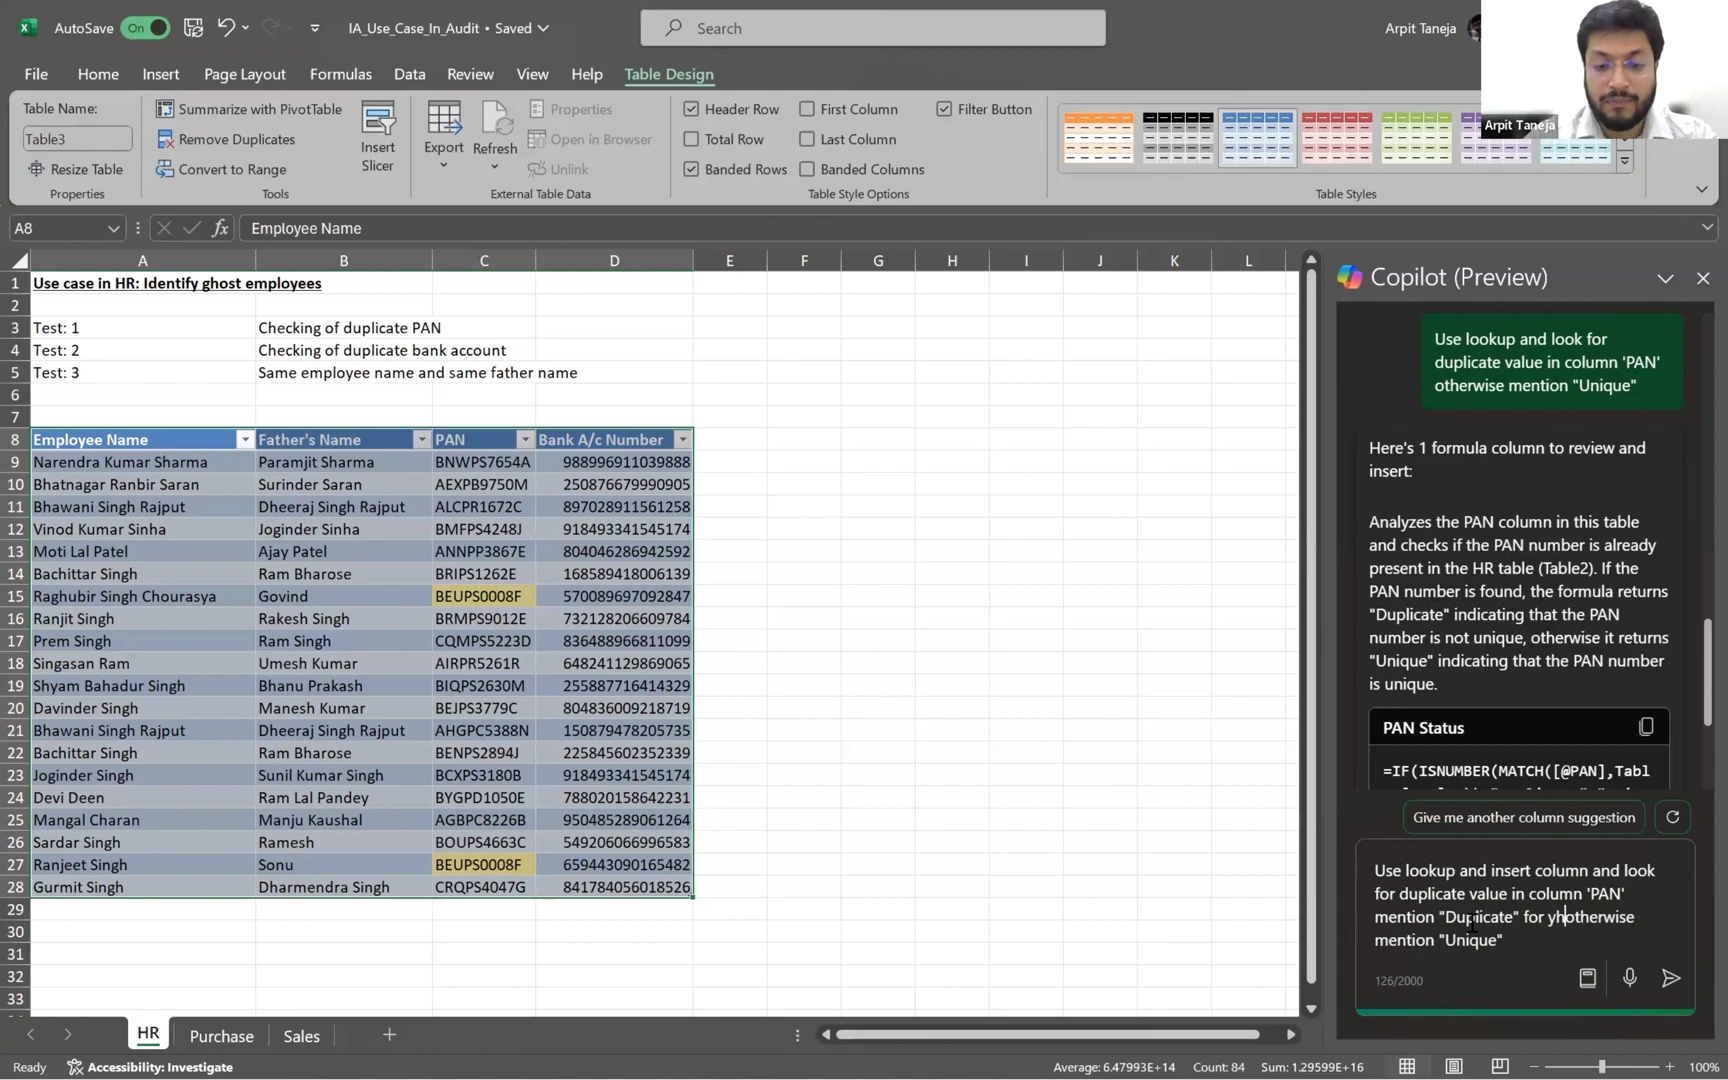 AutoSave On IA_Use_Case_In_Audit • Saved Search Arpit Taneja
File Home Insert Page Layout Formulas Data Review View Help Table Design
Table Name:
Table3
Resize Table
Properties
Summarize with PivotTable
Remove Duplicates
Convert to Range
Tools
Insert
Slicer
Export
Refresh
Properties
Open in Browser
Unlink
External Table Data
Header Row First Column Filter Button
Total Row Last Column
Banded Rows Banded Columns
Table Style Options
Table Styles
Arpit Taneja
A8 fx Employee Name
A B C D E F G H I J K L
1 Use case in HR: Identify ghost employees
2
3 Test: 1 Checking of duplicate PAN
4 Test: 2 Checking of duplicate bank account
5 Test: 3 Same employee name and same father name
6
7
8 Employee Name Father's Name PAN Bank A/c Number
9 Narendra Kumar Sharma Paramjit Sharma BNWPS7654A 988996911039888
10 Bhatnagar Ranbir Saran Surinder Saran AEXPB9750M 250876679990905
11 Bhawani Singh Rajput Dheeraj Singh Rajput ALCPR1672C 897028911561258
12 Vinod Kumar Sinha Joginder Sinha BMFPS4248J 918493341545174
13 Moti Lal Patel Ajay Patel ANNPP3867E 804046286942592
14 Bachittar Singh Ram Bharose BRIPS1262E 168589418006139
15 Raghubir Singh Chourasya Govind BEUPS0008F 570089697092847
16 Ranjit Singh Rakesh Singh BRMPS9012E 732128206609784
17 Prem Singh Ram Singh CQMPS5223D 836488966811099
18 Singasan Ram Umesh Kumar AIRPR5261R 648241129869065
19 Shyam Bahadur Singh Bhanu Prakash BIQPS2630M 255887716414329
20 Davinder Singh Manesh Kumar BEJPS3779C 804836009218719
21 Bhawani Singh Rajput Dheeraj Singh Rajput AHGPC5388N 150879478205735
22 Bachittar Singh Ram Bharose BENPS2894J 225845602352339
23 Joginder Singh Sunil Kumar Singh BCXPS3180B 918493341545174
24 Devi Deen Ram Lal Pandey BYGPD1050E 788020158642231
25 Mangal Charan Manju Kaushal AGBPC8226B 950485289061264
26 Sardar Singh Ramesh BOUPS4663C 549206066996583
27 Ranjeet Singh Sonu BEUPS0008F 659443090165482
28 Gurmit Singh Dharmendra Singh CRQPS4047G 841784056018526
29
30
31
32
33
Copilot (Preview)
Use lookup and look for
duplicate value in column 'PAN'
otherwise mention "Unique"
Here's 1 formula column to review and
insert:
Analyzes the PAN column in this table
and checks if the PAN number is already
present in the HR table (Table2). If the
PAN number is found, the formula returns
"Duplicate" indicating that the PAN
number is not unique, otherwise it returns
"Unique" indicating that the PAN number
is unique.
PAN Status
=IF(ISNUMBER(MATCH([@PAN],Tabl
Give me another column suggestion
Use lookup and insert column and look
for duplicate value in column 'PAN'
mention "Duplicate" for yhotherwise
mention "Unique"
126/2000
HR Purchase Sales
Ready Accessibility: Investigate Average: 6.47993E+14 Count: 84 Sum: 1.29599E+16 100%